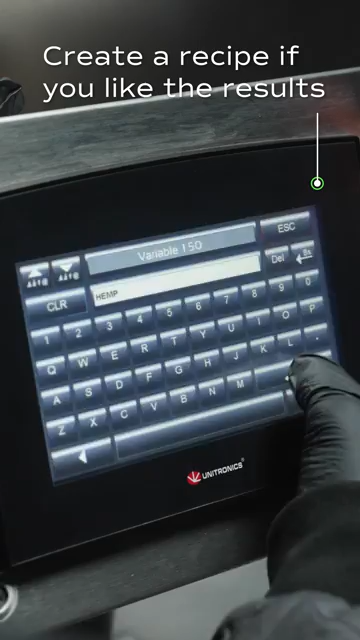 Create a recipe if
you like the results
Variable 150
ESC
CLR
HEMP
Del
1 2 3 4 5 6 7 8 9 0
Q W E R T Y U I O P
A S D F G H J K L .
Z X C V B N M
UNITRONICS